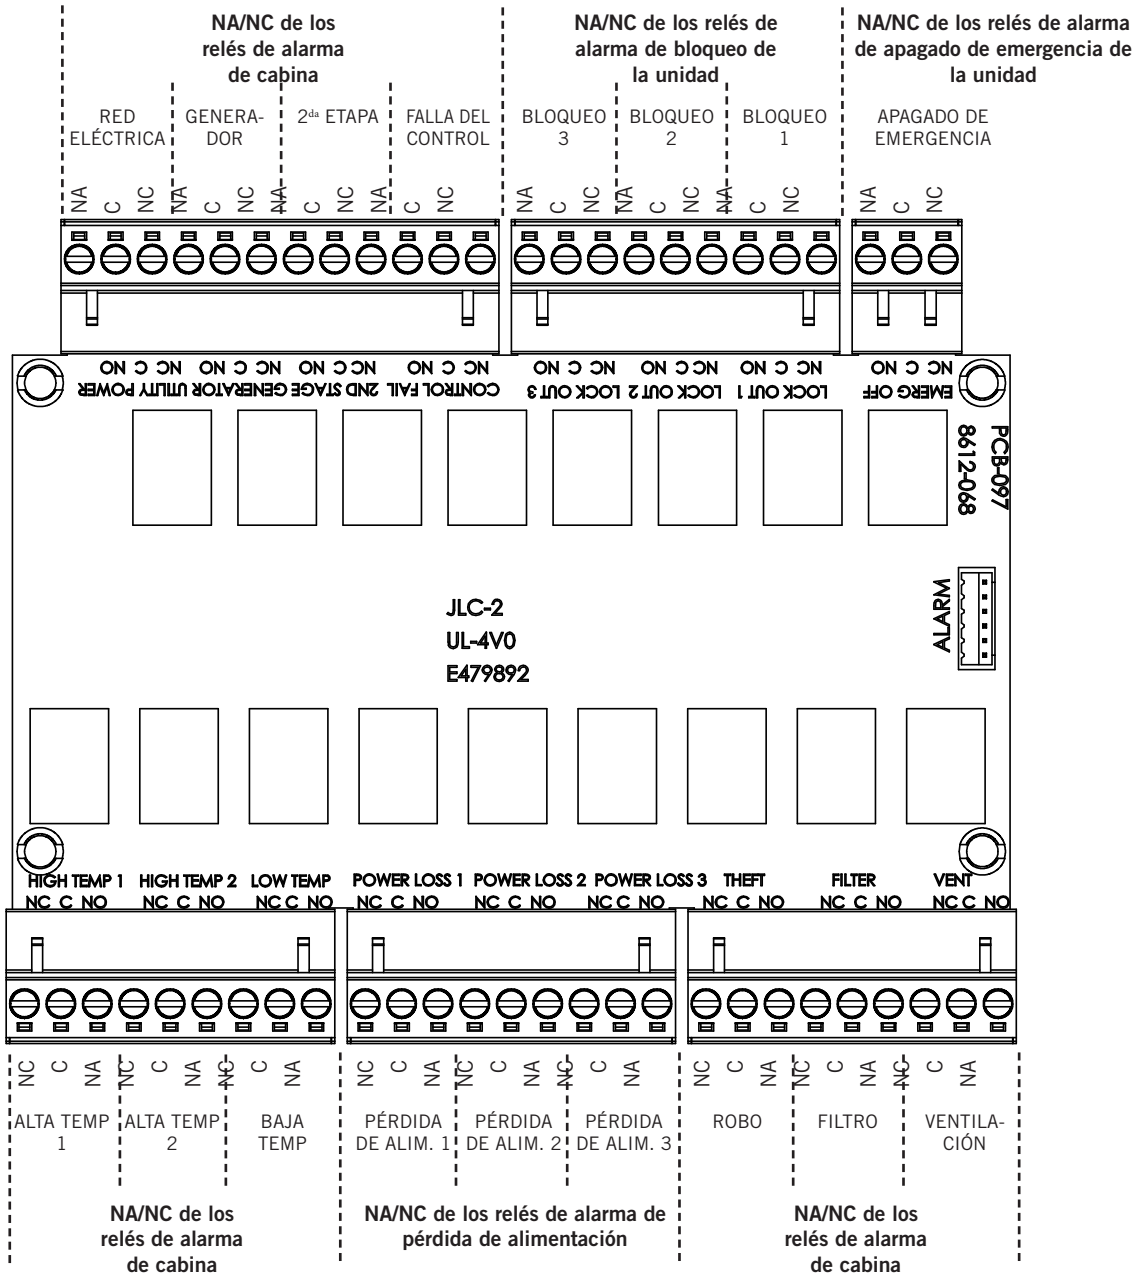 NA/NC de los
relés de alarma
de cabina
NA/NC de los relés de
alarma de bloqueo de
la unidad
NA/NC de los relés de alarma
de apagado de emergencia de
la unidad
RED
ELÉCTRICA
GENERA-
DOR
2da ETAPA
FALLA DEL
CONTROL
BLOQUEO
3
BLOQUEO
2
BLOQUEO
1
APAGADO DE
EMERGENCIA
NA C NC NA C NC NA C NC NA C NC
NA C NC NA C NC NA C NC
NA C NC
NO C NC NO C NC NO C NC NO C NC NO C NC NO C NC NO C NC NO C NC
UTILITY POWER GENERATOR 2ND STAGE CONTROL FAIL LOCK OUT 3 LOCK OUT 2 LOCK OUT 1 EMERG OFF
PCB-097
8612-068
ALARM
JLC-2
UL-4V0
E479892
HIGH TEMP 1 HIGH TEMP 2 LOW TEMP POWER LOSS 1 POWER LOSS 2 POWER LOSS 3 THEFT FILTER VENT
NC C NO NC C NO NC C NO NC C NO NC C NO NC C NO NC C NO NC C NO NC C NO
NC C NA NC C NA NC C NA
NC C NA NC C NA NC C NA
NC C NA NC C NA NC C NA
ALTA TEMP
1
ALTA TEMP
2
BAJA
TEMP
PÉRDIDA
DE ALIM. 1
PÉRDIDA
DE ALIM. 2
PÉRDIDA
DE ALIM. 3
ROBO
FILTRO
VENTILA-
CIÓN
NA/NC de los
relés de alarma
de cabina
NA/NC de los relés de alarma de
pérdida de alimentación
NA/NC de los
relés de alarma
de cabina